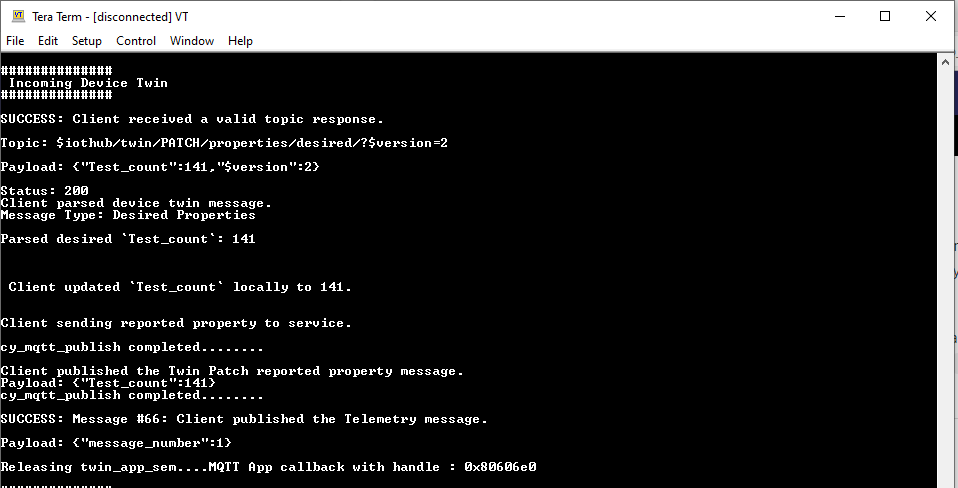 VT Tera Term - [disconnected] VT
File Edit Setup Control Window Help
##############
Incoming Device Twin
##############
SUCCESS: Client received a valid topic response.
Topic: $iothub/twin/PATCH/properties/desired/?$version=2
Payload: {"Test_count":141,"$version":2}
Status: 200
Client parsed device twin message.
Message Type: Desired Properties
Parsed desired `Test_count`: 141
Client updated `Test_count` locally to 141.
Client sending reported property to service.
cy_mqtt_publish completed........
Client published the Twin Patch reported property message.
Payload: {"Test_count":141}
cy_mqtt_publish completed........
SUCCESS: Message #66: Client published the Telemetry message.
Payload: {"message_number":1}
Releasing twin_app_sem....MQTT App callback with handle : 0x80606e0
##############